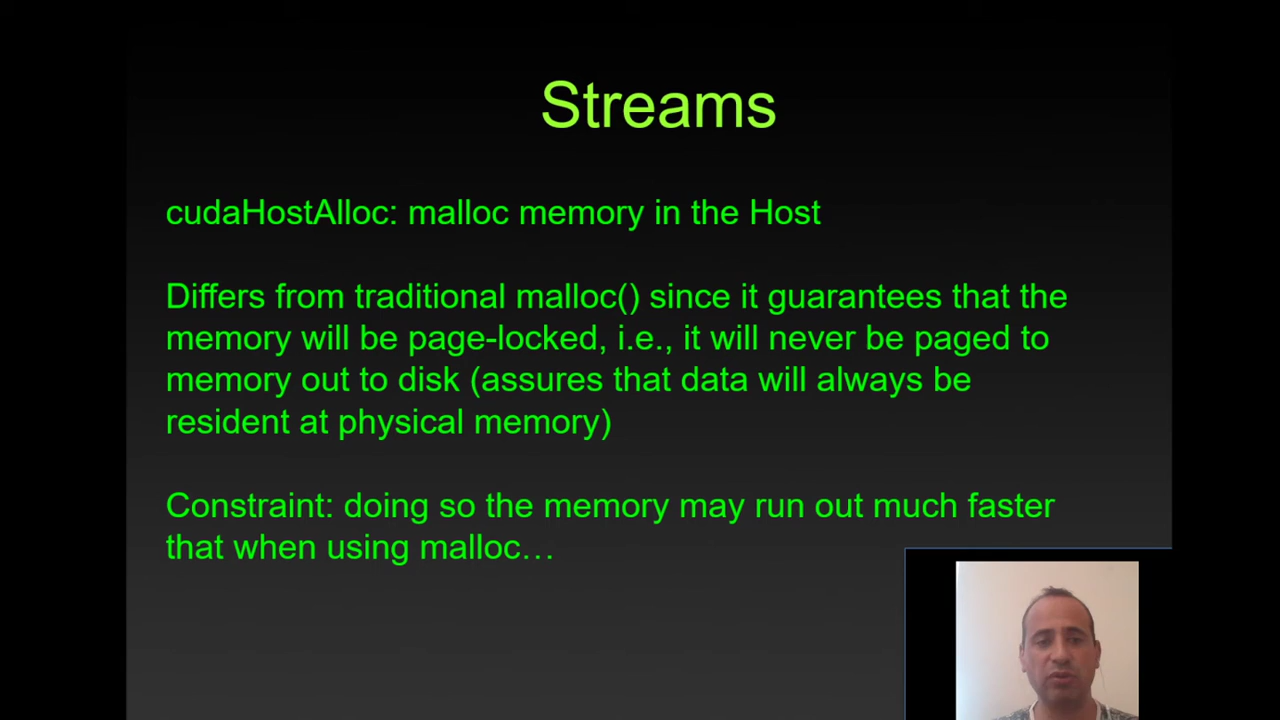 Streams
cudaHostAlloc: malloc memory in the Host
Differs from traditional malloc() since it guarantees that the
memory will be page-locked, i.e., it will never be paged to
memory out to disk (assures that data will always be
resident at physical memory)
Constraint: doing so the memory may run out much faster
that when using malloc…